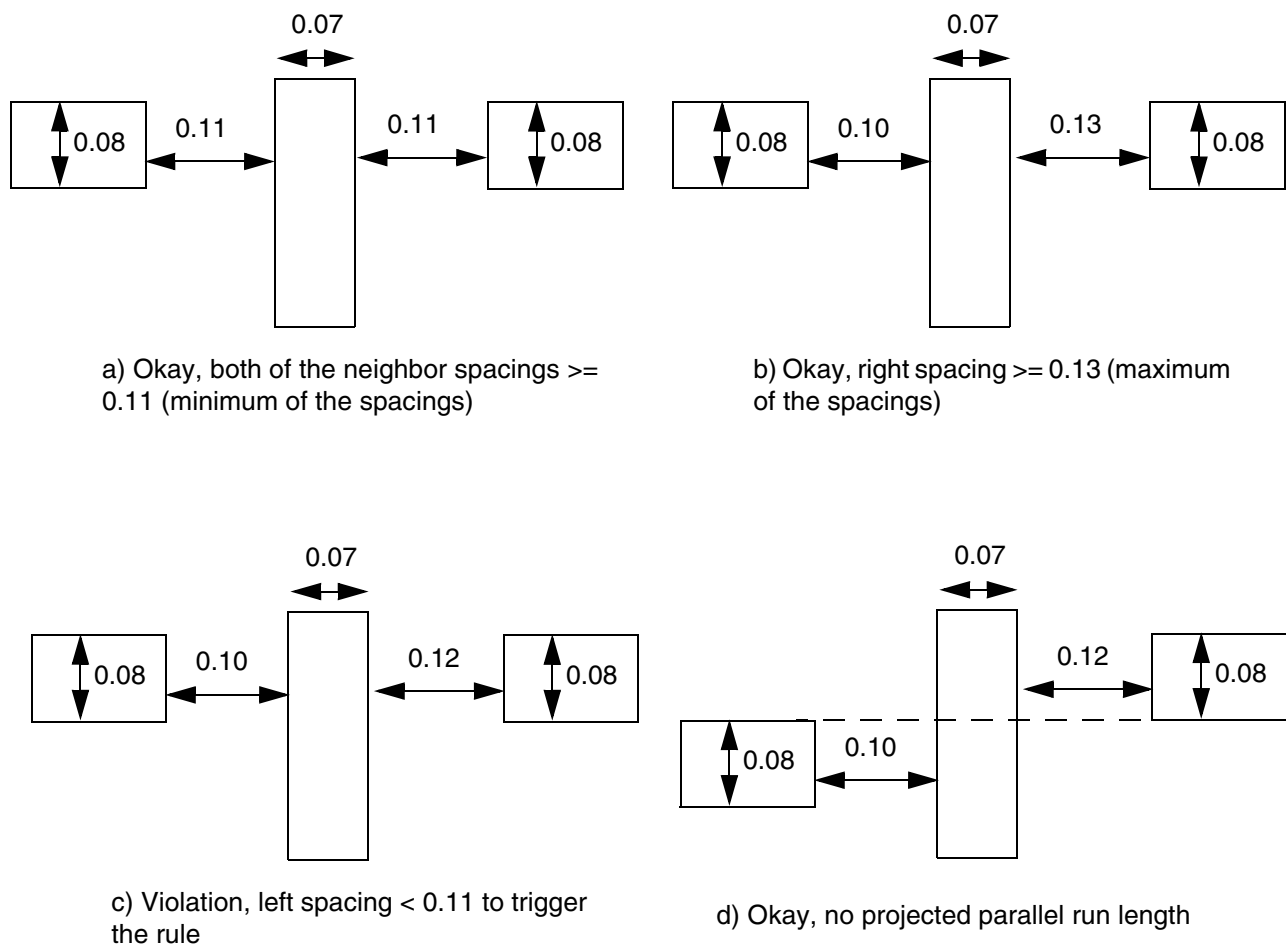 0.07
0.08
0.11
0.11
0.08
a) Okay, both of the neighbor spacings >=
0.11 (minimum of the spacings)
0.07
0.08
0.10
0.13
0.08
b) Okay, right spacing >= 0.13 (maximum
of the spacings)
0.07
0.08
0.10
0.12
0.08
c) Violation, left spacing < 0.11 to trigger
the rule
0.07
0.12
0.08
0.08
0.10
d) Okay, no projected parallel run length